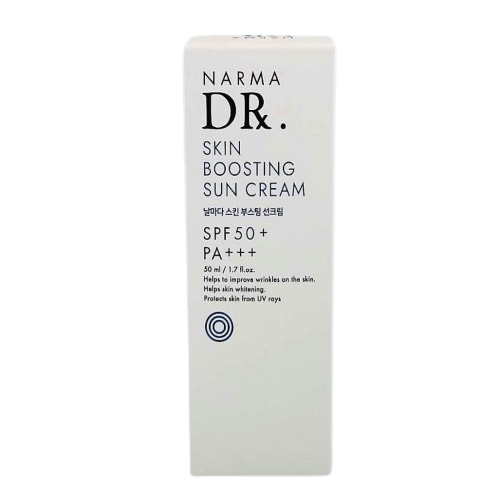 NARMA
DR.
SKIN
BOOSTING
SUN CREAM
날마다 스킨 부스팅 선크림
SPF50+
PA+++
50 ml / 1.7 fl.oz.
Helps to improve wrinkles on the skin.
Helps skin whitening.
Protects skin from UV rays